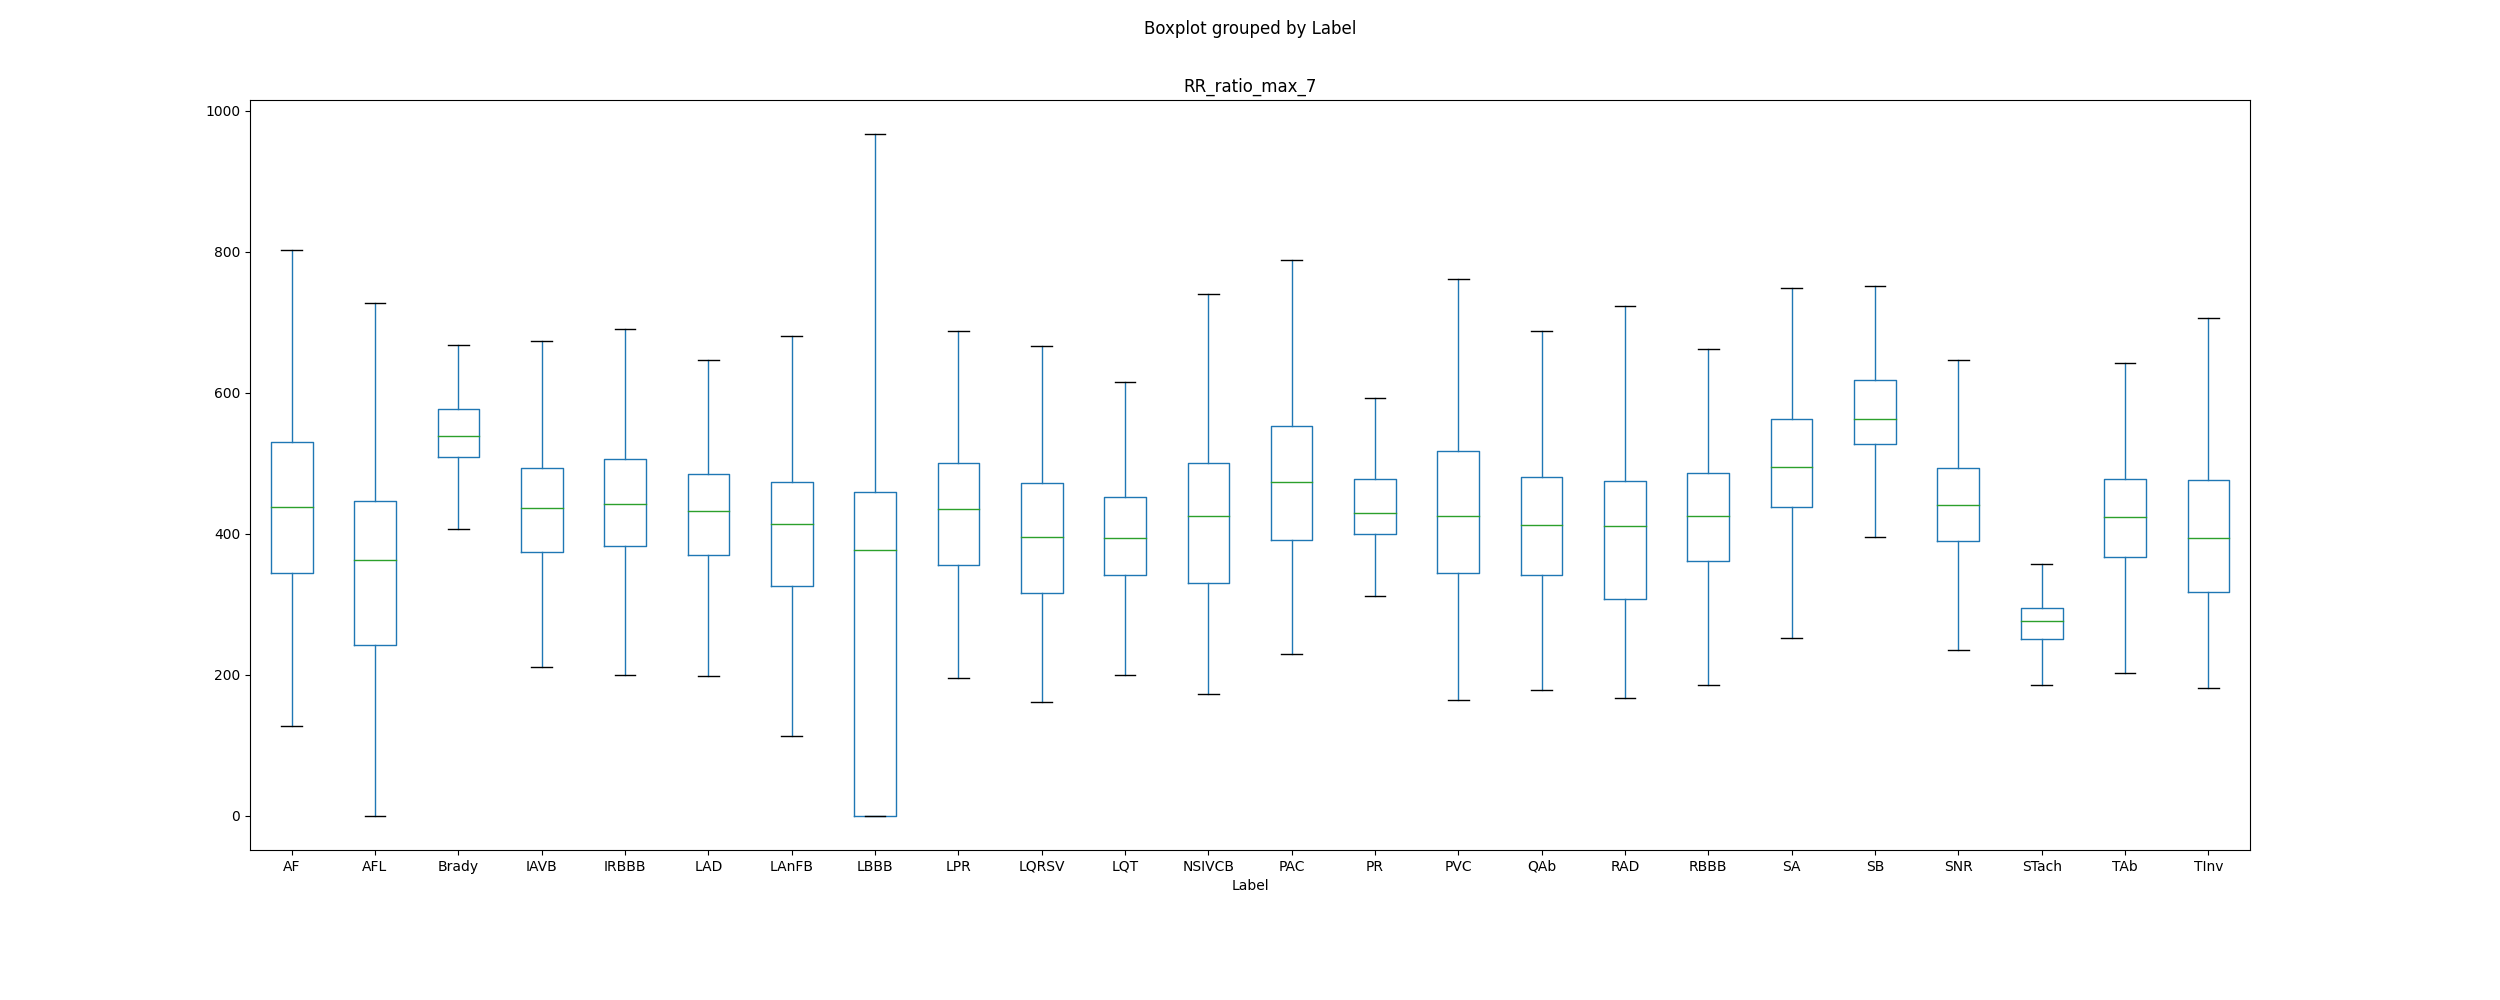 Boxplot grouped by Label
RR_ratio_max_7
1000
800
600
400
200
0
AF AFL Brady IAVB IRBBB LAD LAnFB LBBB LPR LQRSV LQT NSIVCB PAC PR PVC QAb RAD RBBB SA SB SNR STach TAb TInv
Label